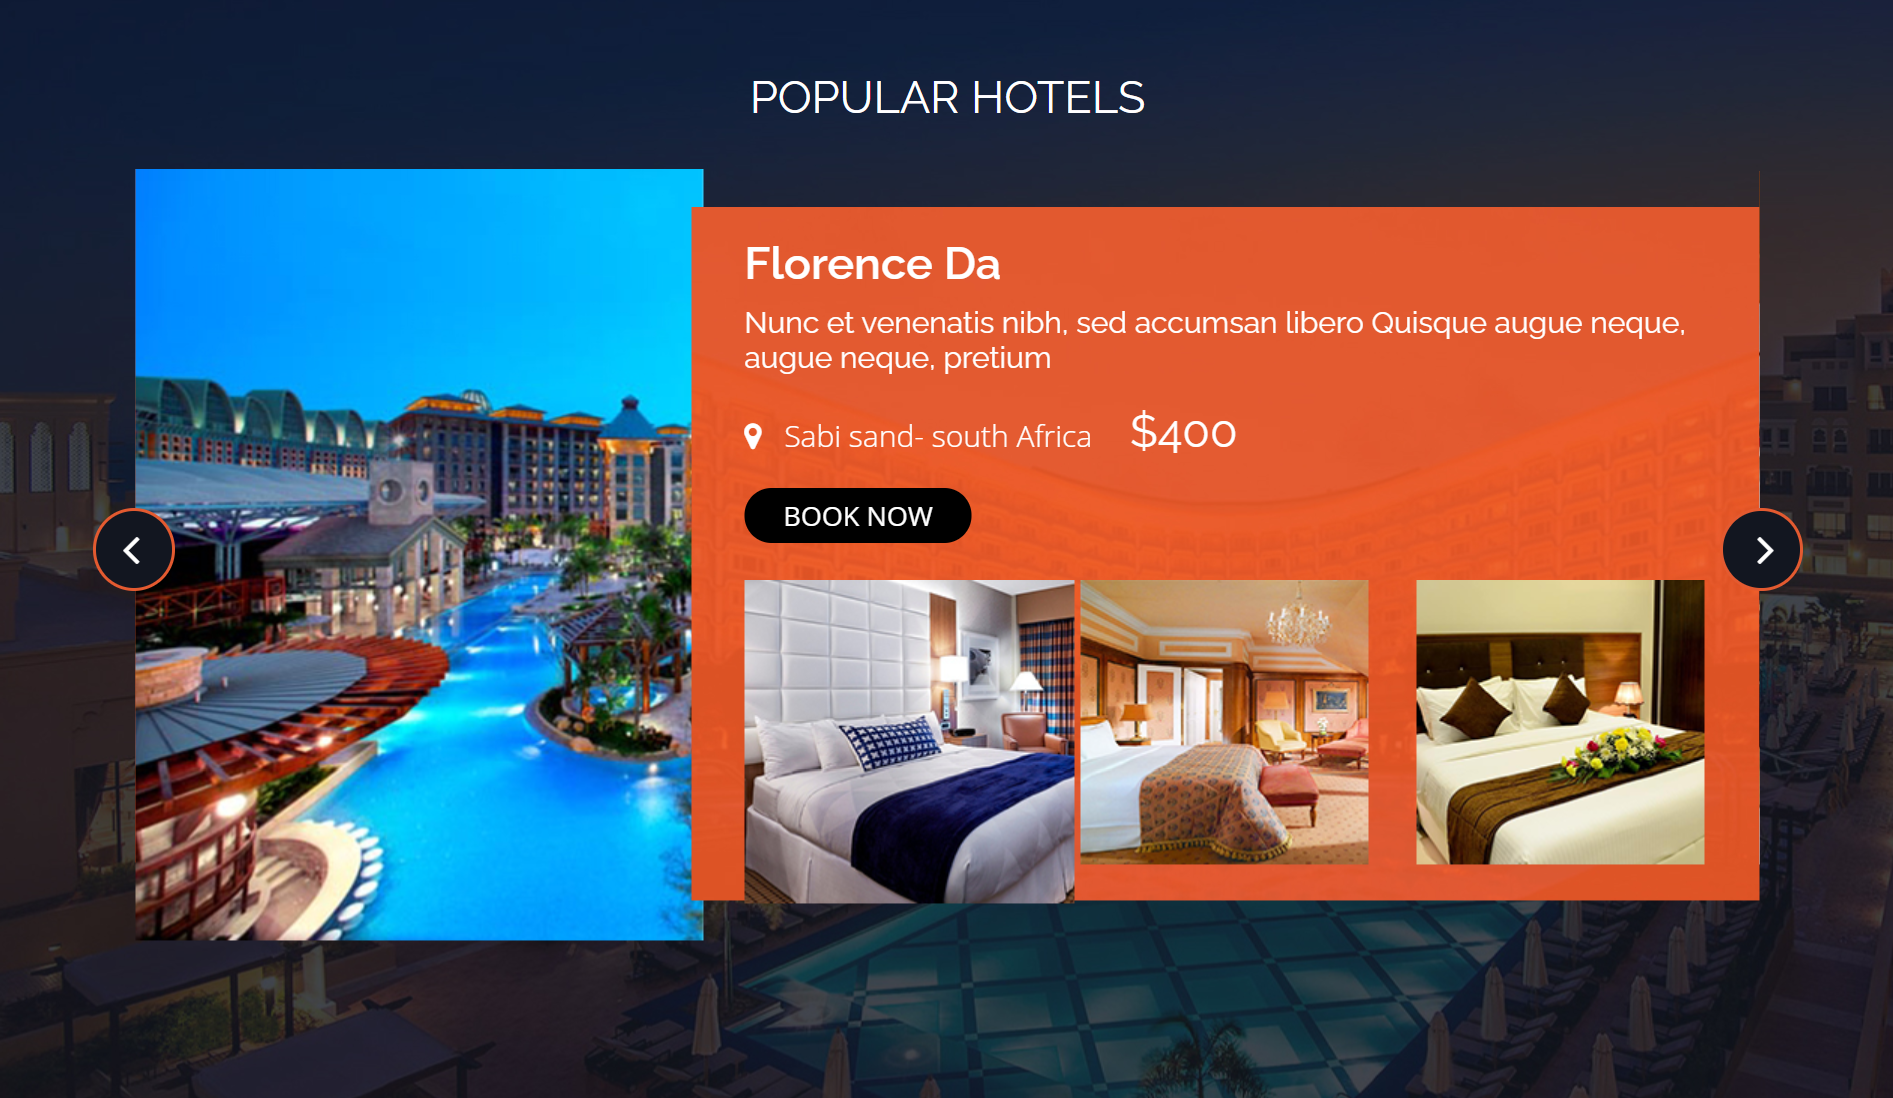 POPULAR HOTELS
Florence Da
Nunc et venenatis nibh, sed accumsan libero Quisque augue neque,
augue neque, pretium
Sabi sand- south Africa $400
BOOK NOW